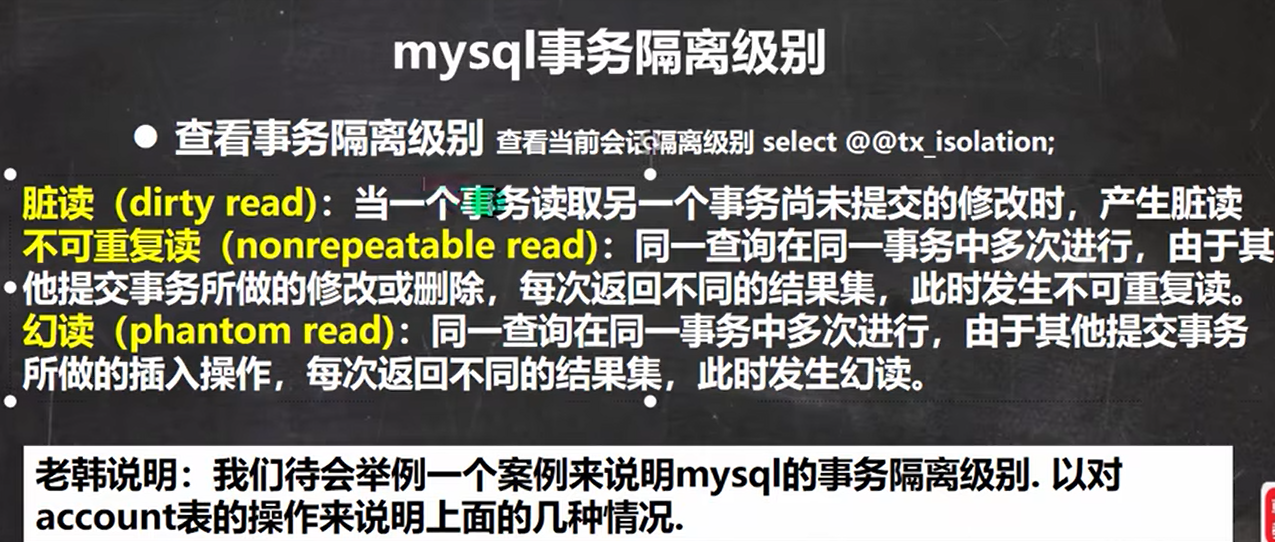 mysql事务隔离级别
● 查看事务隔离级别 查看当前会话隔离级别 select @@tx_isolation;
脏读（dirty read)：当一个事务读取另一个事务尚未提交的修改时，产生脏读
不可重复读（nonrepeatable read)：同一查询在同一事务中多次进行，由于其
他提交事务所做的修改或删除，每次返回不同的结果集，此时发生不可重复读。
幻读（phantom read)：同一查询在同一事务中多次进行，由于其他提交事务
所做的插入操作，每次返回不同的结果集，此时发生幻读。
老韩说明：我们待会举例一个案例来说明mysql的事务隔离级别. 以对
account表的操作来说明上面的几种情况.